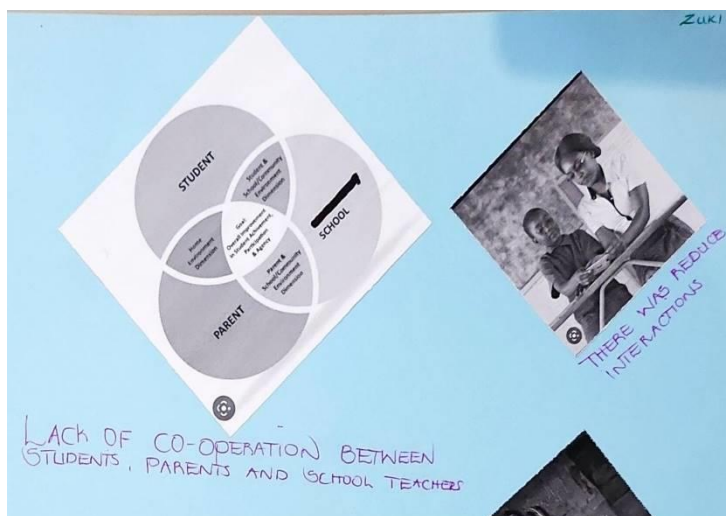 ZUKI
STUDENT
Student &
School/Community
Environment
Dimension
Home
Environment
Dimension
Goal:
Overall Improvement
in Student Achievement,
Participation
& Agency
SCHOOL
Parent &
School/Community
Environment
Dimension
PARENT
THERE WAS REDUCE
INTERACTIONS
LACK OF CO-OPERATION BETWEEN
STUDENTS, PARENTS AND SCHOOL TEACHERS